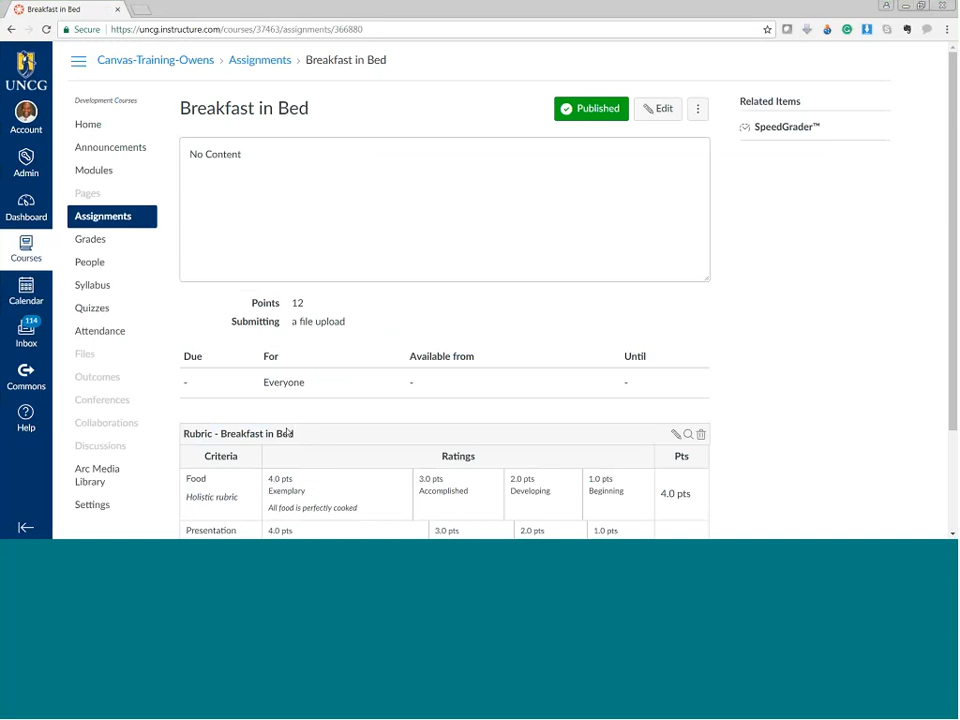 Breakfast in Bed
Secure
https://uncg.instructure.com/courses/37463/assignments/366880
UNCG
Account
Admin
Dashboard
Courses
Calendar
114
Inbox
Commons
Help
Canvas-Training-Owens > Assignments > Breakfast in Bed
Development Courses
Home
Announcements
Modules
Pages
Assignments
Grades
People
Syllabus
Quizzes
Attendance
Files
Outcomes
Conferences
Collaborations
Discussions
Arc Media
Library
Settings
Breakfast in Bed
Published
Edit
No Content
Points 12
Submitting a file upload
Due For Available from Until
- Everyone - -
Rubric - Breakfast in Bed
Criteria Ratings Pts
Food 4.0 pts 3.0 pts 2.0 pts 1.0 pts
Exemplary Accomplished Developing Beginning
Holistic rubric 4.0 pts
All food is perfectly cooked
Presentation 4.0 pts 3.0 pts 2.0 pts 1.0 pts
Related Items
SpeedGrader™